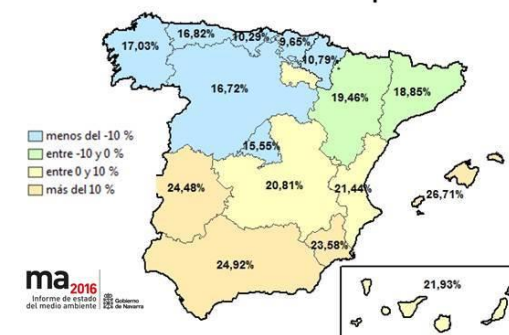 17,03%
16,82%
10,29%
9,65%
10,79%
16,72%
19,46%
18,85%
15,55%
menos del -10 %
entre -10 y 0 %
entre 0 y 10 %
más del 10 %
24,48%
20,81%
21,44%
26,71%
23,58%
24,92%
21,93%
ma 2016
Informe de estado
del medio ambiente
Gobierno
de Navarra